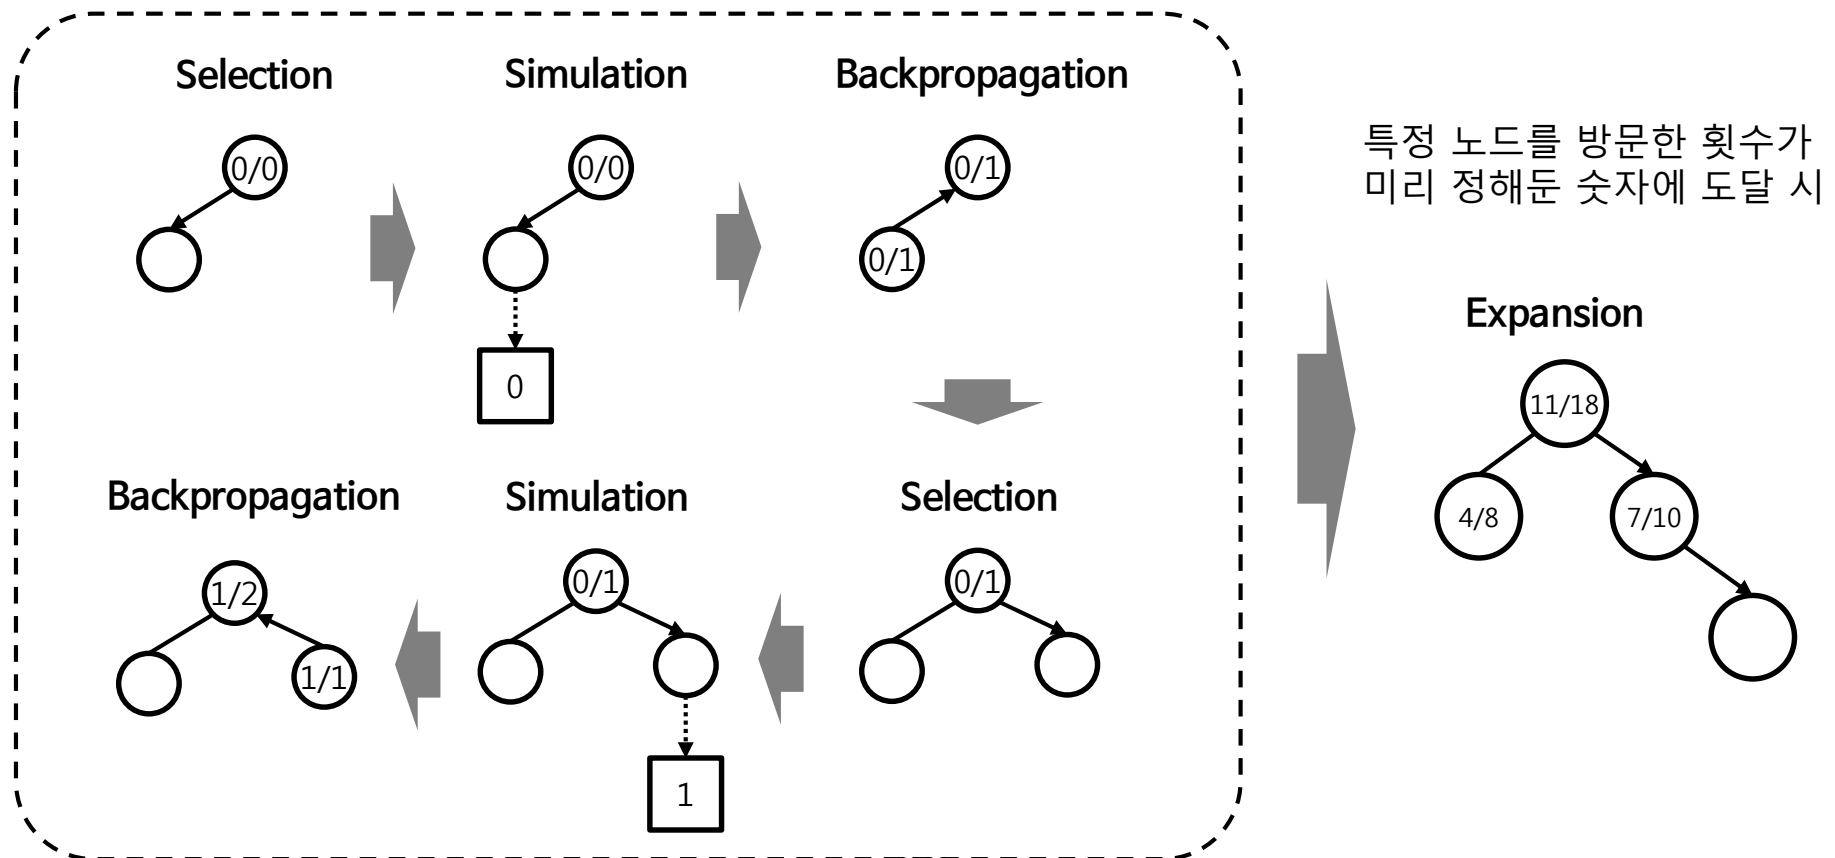 Selection
Simulation
Backpropagation
0/0
0/0
0/1
0/1
0
Backpropagation
Simulation
Selection
1/2
0/1
0/1
1/1
1
특정 노드를 방문한 횟수가
미리 정해둔 숫자에 도달 시
Expansion
11/18
4/8
7/10